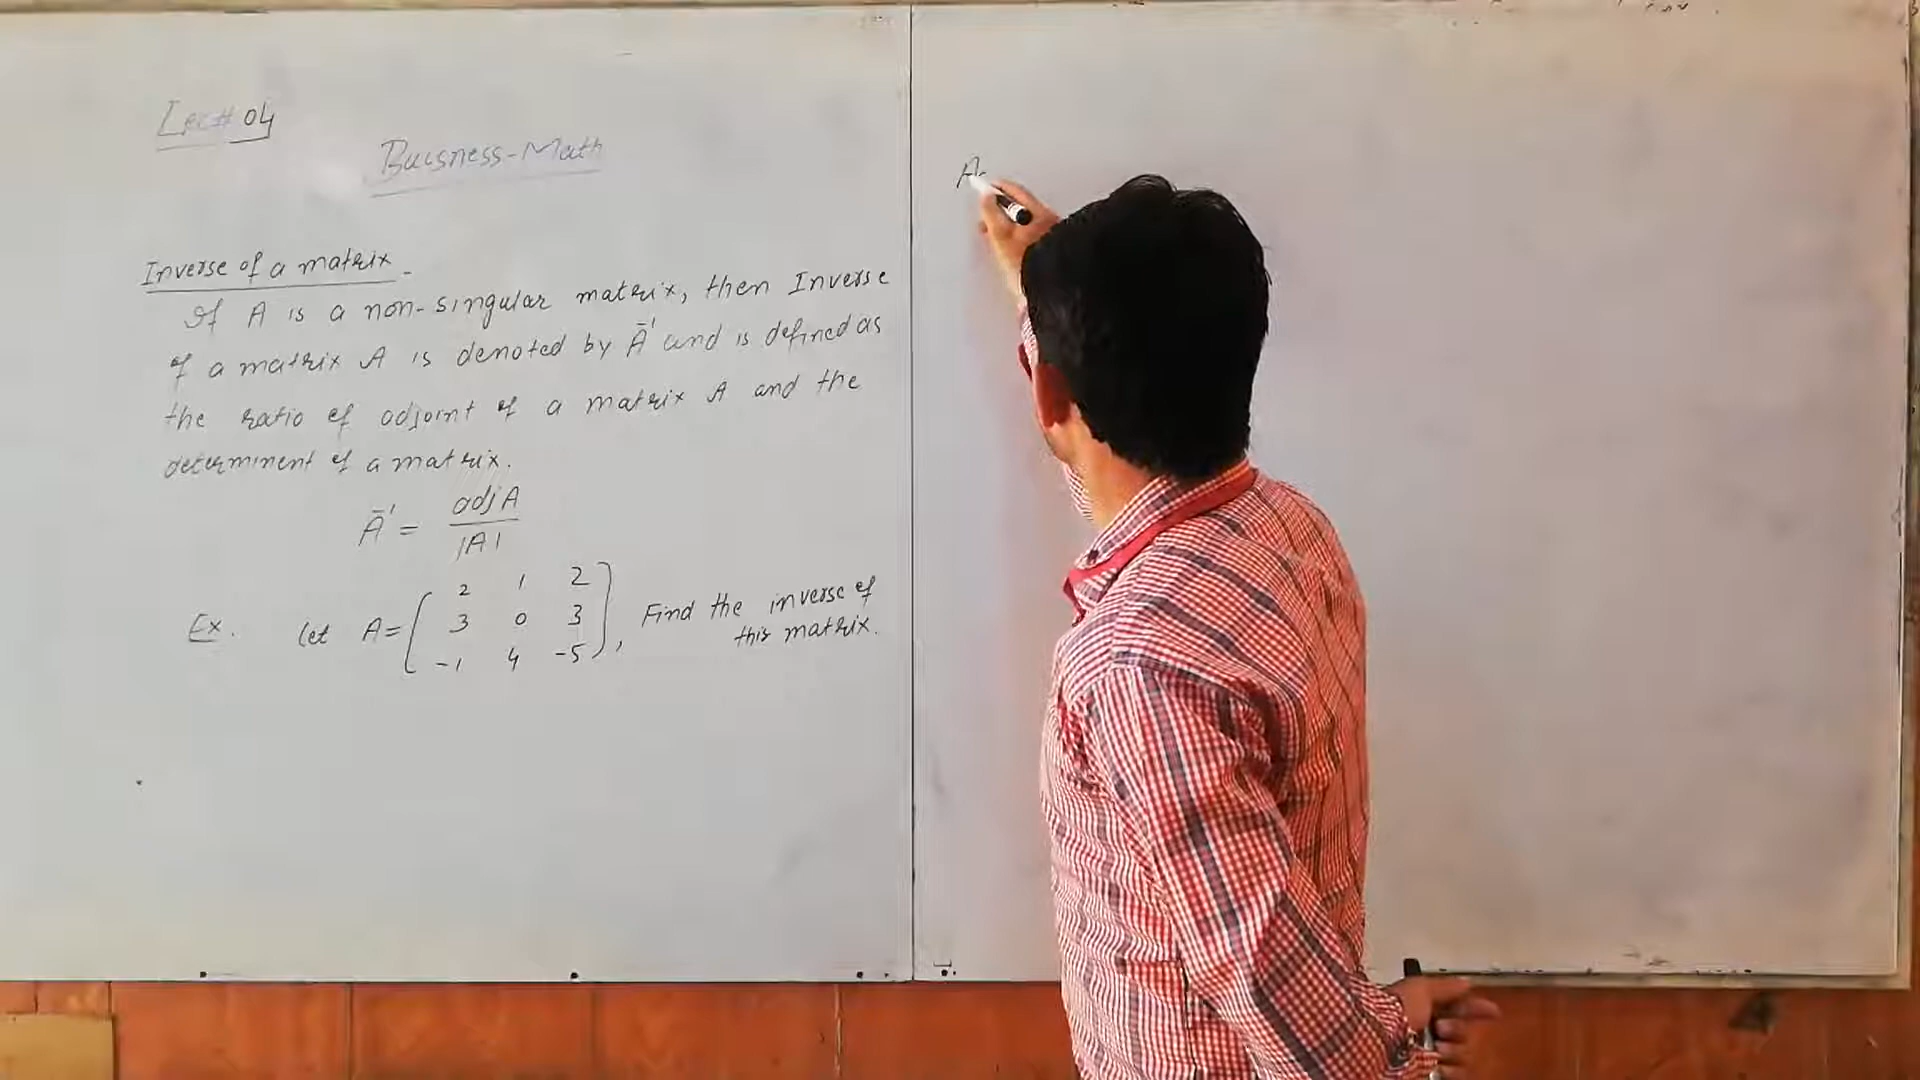 Lec# 04
Buisness-Math
Inverse of a matrix
If A is a non-singular matrix, then Inverse
of a matrix A is denoted by A⁻¹ and is defined as
the ratio of adjoint of a matrix A and the
determinent of a matrix.
A⁻¹ = adjA / |A|
Ex. let A= [ 2 1 2
3 0 3
-1 4 -5 ], Find the inverse of
this matrix.
A